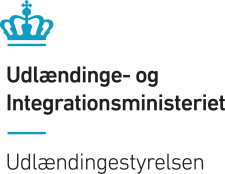 Udlændinge- og
Integrationsministeriet
Udlændingestyrelsen